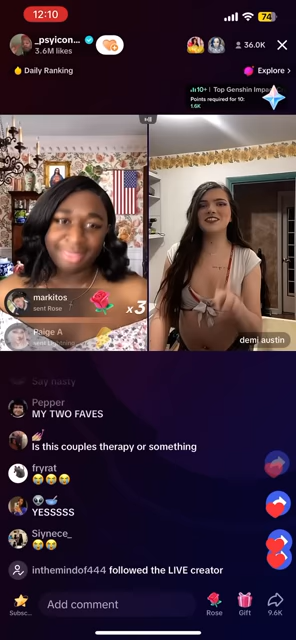 12:10
74
_psyicon...
3.6M likes
36.0K
Daily Ranking
Explore >
10+ | Top Genshin Impa
Points required for 10:
1.6K
markitos
sent Rose
x3
Paige A
demi austin
Say nasty
Pepper
MY TWO FAVES
Is this couples therapy or something
fryrat
😂😂😂
👽🥣
YESSSSS
Siynece_
😂😂
inthemindof444 followed the LIVE creator
Subsc...
Add comment
Rose
Gift
9.6K